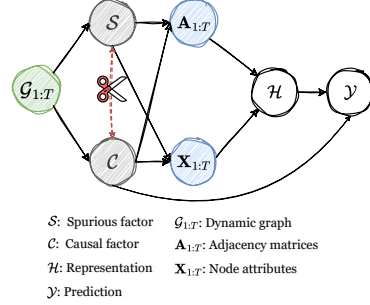 S A₁:T
G₁:T H Y
C X₁:T
S: Spurious factor G₁:T: Dynamic graph
C: Causal factor A₁:T: Adjacency matrices
H: Representation X₁:T: Node attributes
Y: Prediction